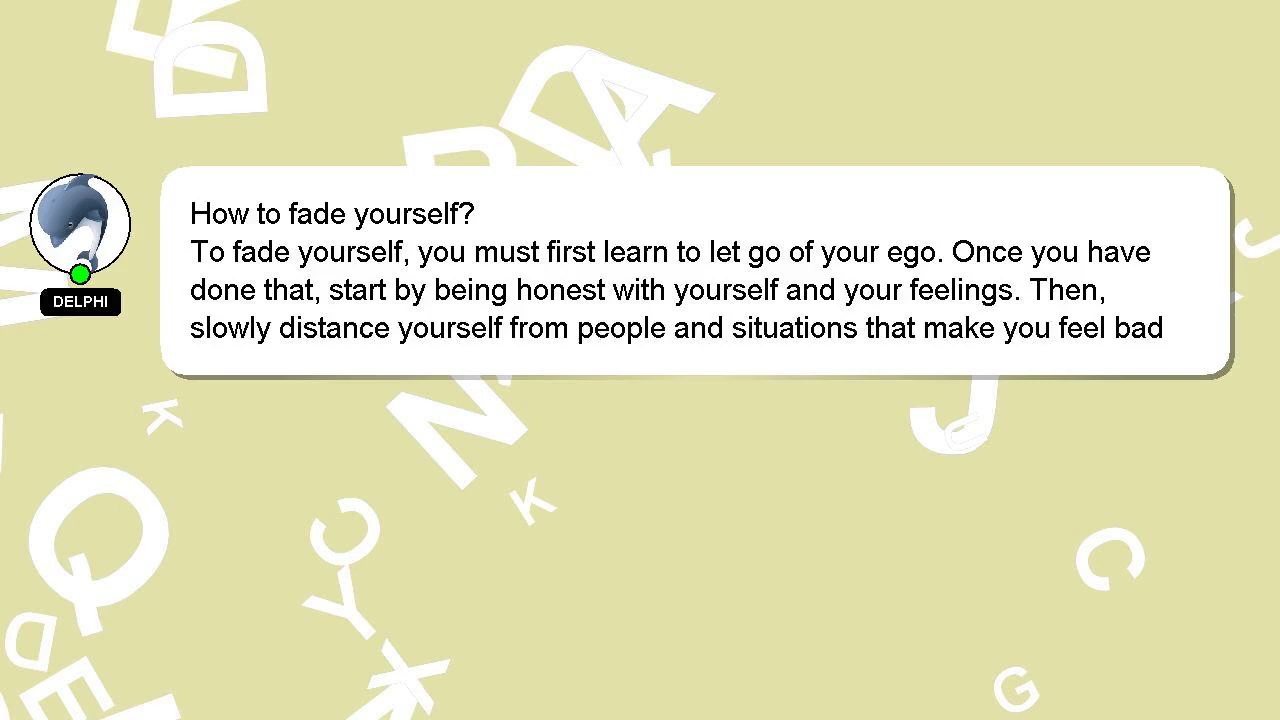 How to fade yourself?
To fade yourself, you must first learn to let go of your ego. Once you have
done that, start by being honest with yourself and your feelings. Then,
slowly distance yourself from people and situations that make you feel bad
DELPHI
D
A
N
K
J
K
Q
C
Y
X
C
D
E
G
J